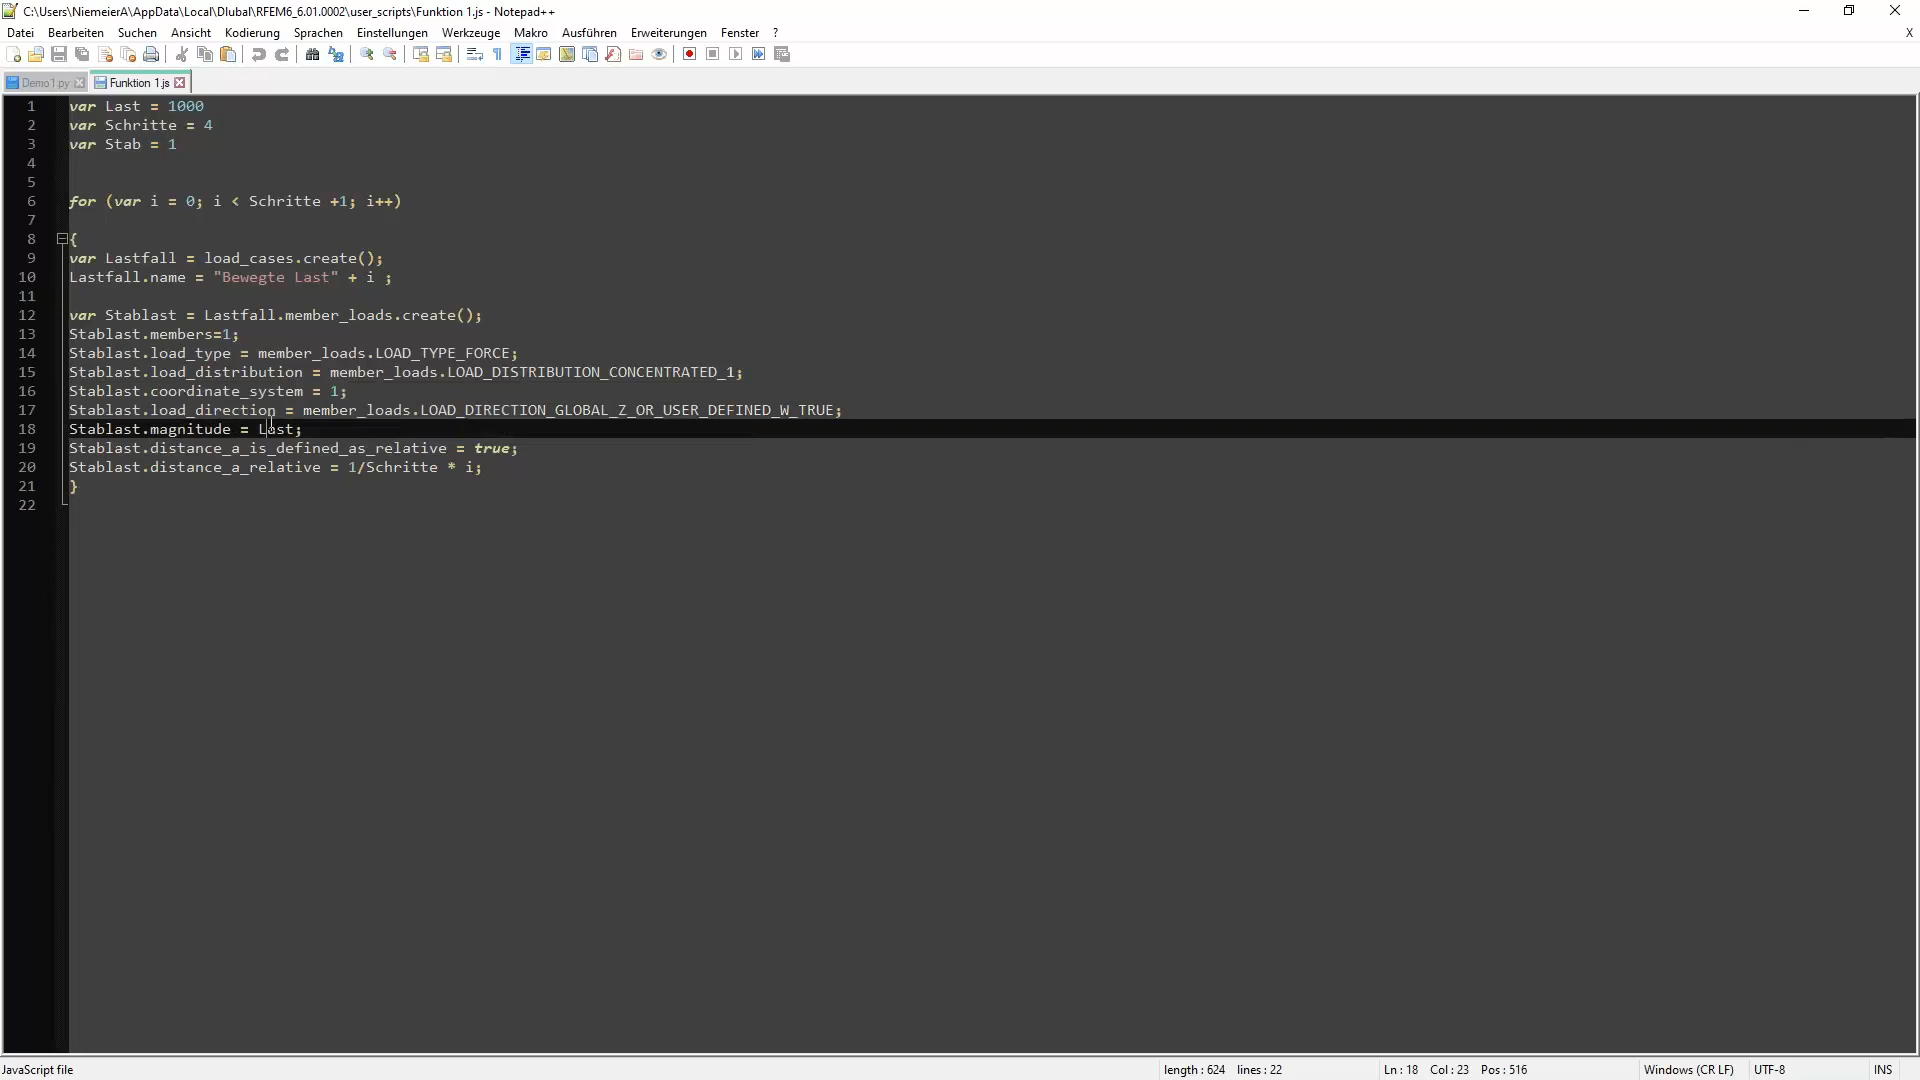 C:\Users\NiemeierA\AppData\Local\Dlubal\RFEM6_6.01.0002\user_scripts\Funktion 1.js - Notepad++
Datei Bearbeiten Suchen Ansicht Kodierung Sprachen Einstellungen Werkzeuge Makro Ausführen Erweiterungen Fenster ? X
Demo1.py Funktion 1.js
1 var Last = 1000
2 var Schritte = 4
3 var Stab = 1
4
5
6 for (var i = 0; i < Schritte +1; i++)
7
8 {
9 var Lastfall = load_cases.create();
10 Lastfall.name = "Bewegte Last" + i ;
11
12 var Stablast = Lastfall.member_loads.create();
13 Stablast.members=1;
14 Stablast.load_type = member_loads.LOAD_TYPE_FORCE;
15 Stablast.load_distribution = member_loads.LOAD_DISTRIBUTION_CONCENTRATED_1;
16 Stablast.coordinate_system = 1;
17 Stablast.load_direction = member_loads.LOAD_DIRECTION_GLOBAL_Z_OR_USER_DEFINED_W_TRUE;
18 Stablast.magnitude = Last;
19 Stablast.distance_a_is_defined_as_relative = true;
20 Stablast.distance_a_relative = 1/Schritte * i;
21 }
22
JavaScript file length : 624 lines : 22 Ln : 18 Col : 23 Pos : 516 Windows (CR LF) UTF-8 INS